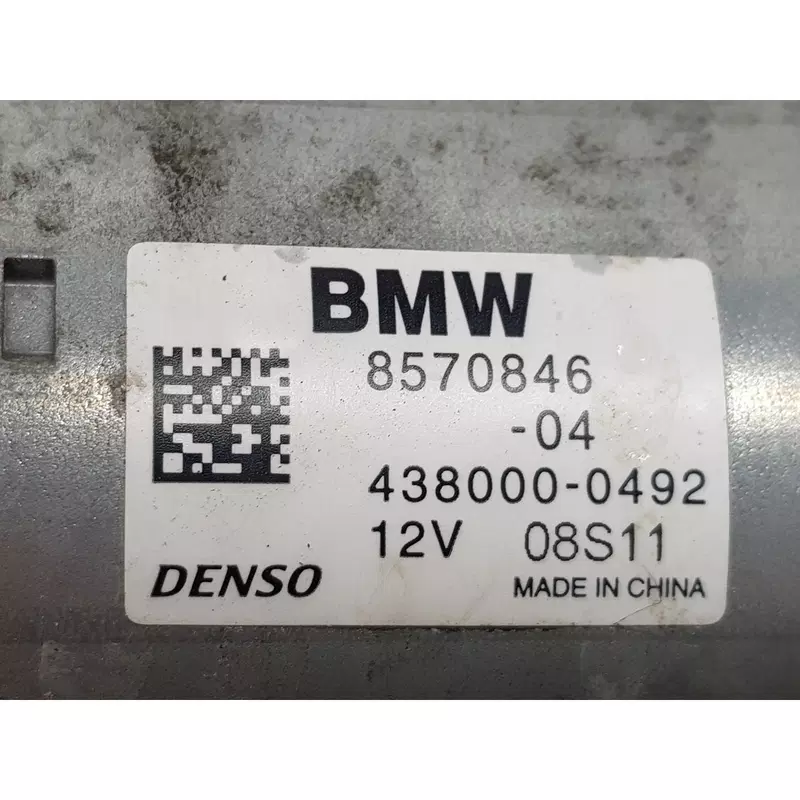 BMW
8570846
-04
438000-0492
12V 08S11
DENSO MADE IN CHINA